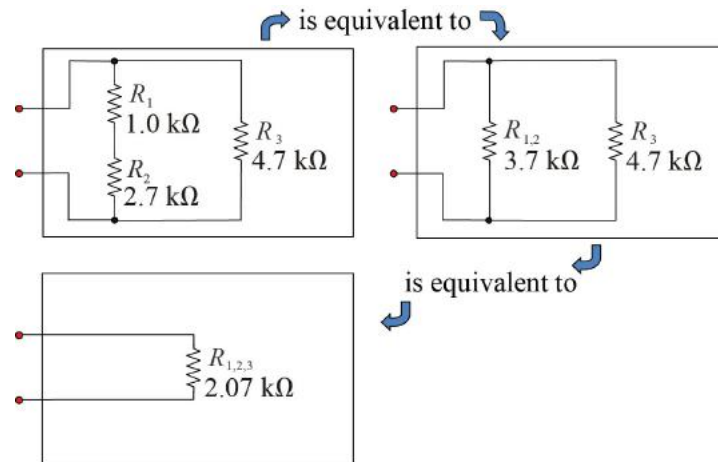 is equivalent to
R₁
1.0 kΩ
R₂
2.7 kΩ
R₃
4.7 kΩ
R₁,₂
3.7 kΩ
R₃
4.7 kΩ
is equivalent to
R₁,₂,₃
2.07 kΩ